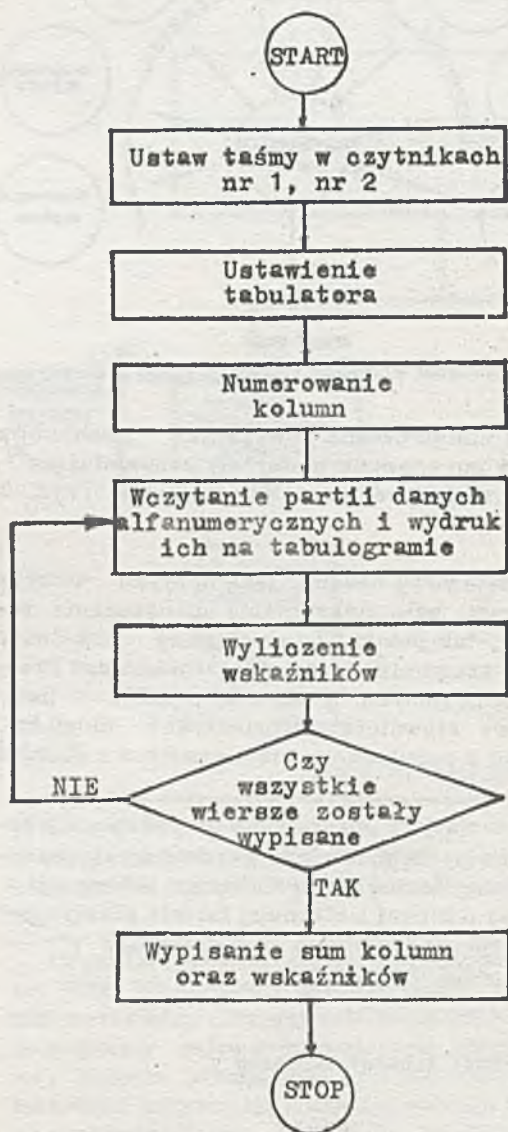 START
Ustaw taśmy w czytnikach
nr 1, nr 2
Ustawienie
tabulatora
Numerowanie
kolumn
Wczytanie partii danych
alfanumerycznych i wydruk
ich na tabulogramie
Wyliczenie
wskaźników
Czy
wszystkie
wiersze zostały
wypisane
NIE
TAK
Wypisanie sum kolumn
oraz wskaźników
STOP